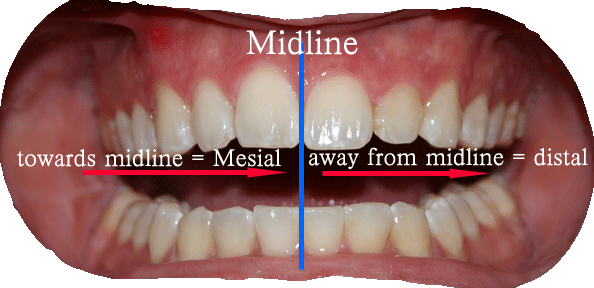 Midline
towards midline = Mesial
away from midline = distal